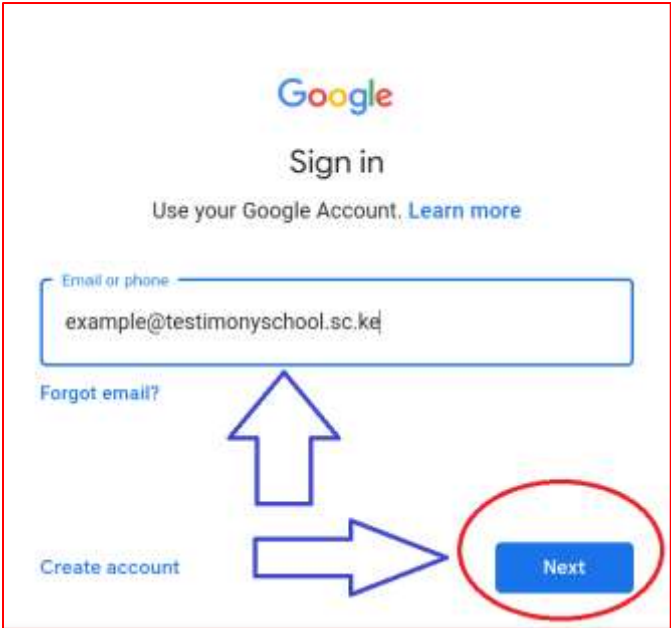 Google
Sign in
Use your Google Account. Learn more
Email or phone
example@testimonyschool.sc.ke
Forgot email?
Create account
Next